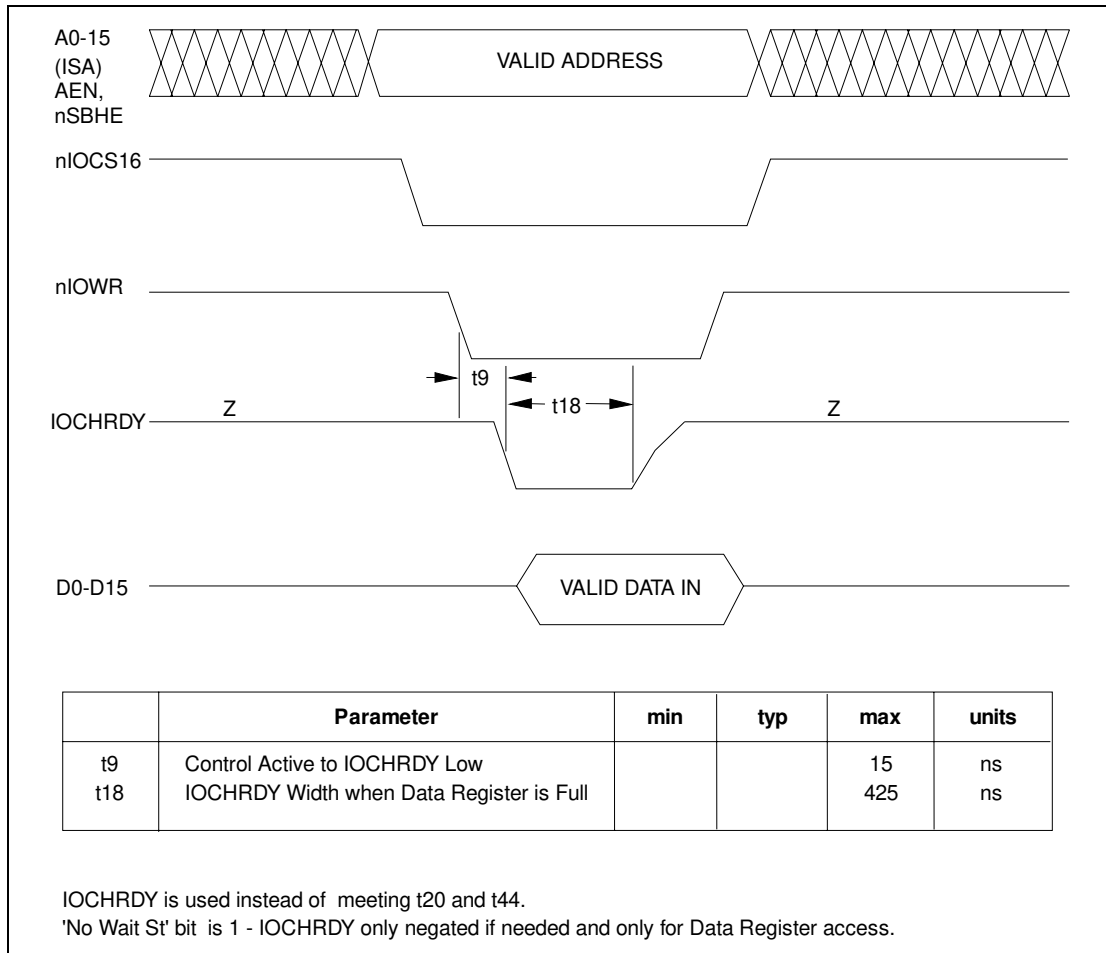 A0-15
(ISA)
AEN,
nSBHE
VALID ADDRESS
nIOCS16
nIOWR
t9
t18
IOCHRDY
Z
Z
D0-D15
VALID DATA IN
Parameter min typ max units
t9 Control Active to IOCHRDY Low 15 ns
t18 IOCHRDY Width when Data Register is Full 425 ns
IOCHRDY is used instead of meeting t20 and t44.
'No Wait St' bit is 1 - IOCHRDY only negated if needed and only for Data Register access.